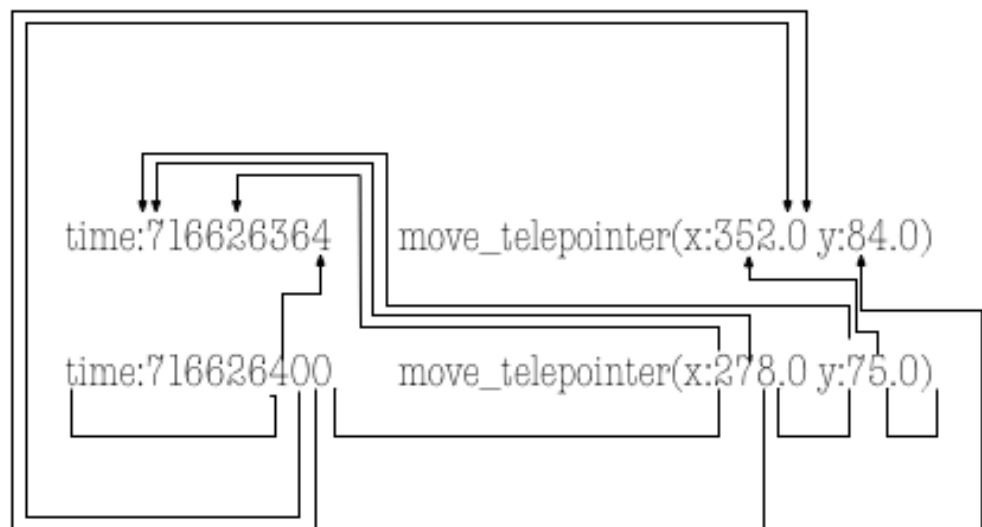 time:716626364 move_telepointer(x:352.0 y:84.0)
time:716626400 move_telepointer(x:278.0 y:75.0)